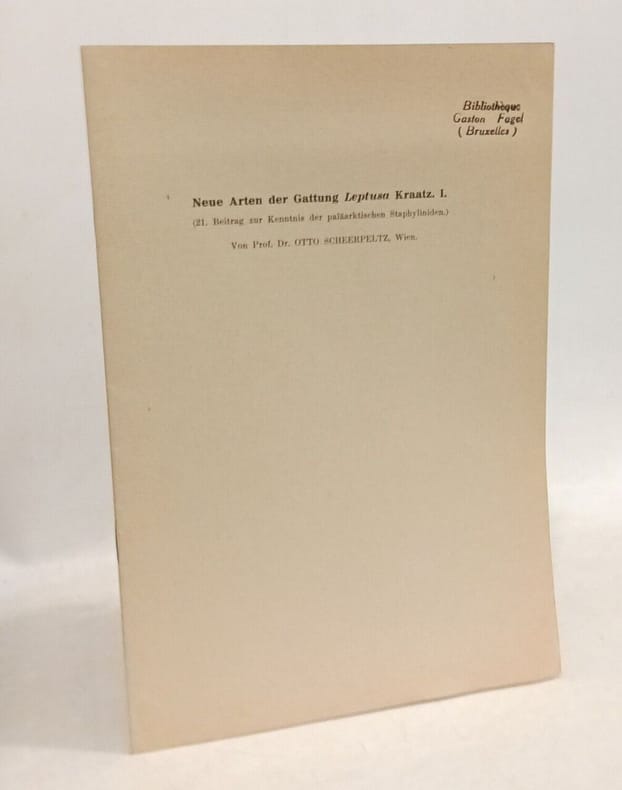 Bibliothèque
Gaston Fagel
( Bruxelles )
Neue Arten der Gattung Leptusa Kraatz. I.
(21. Beitrag zur Kenntnis der paläarktischen Staphyliniden.)
Von Prof. Dr. OTTO SCHEERPELTZ, Wien.